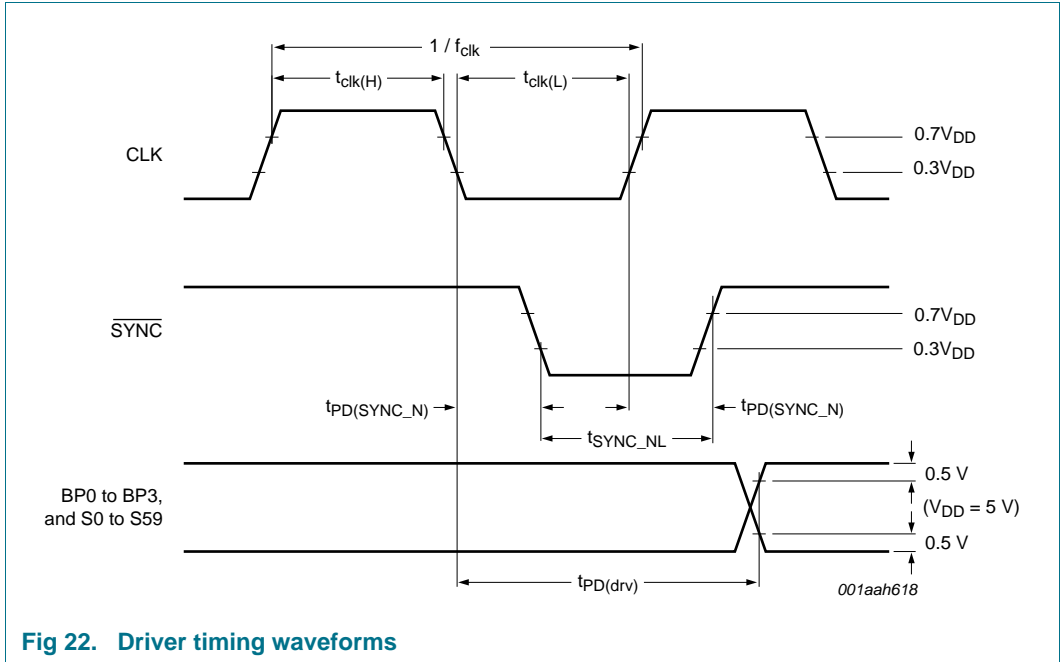 1 / fclk
tclk(H)
tclk(L)
CLK
0.7VDD
0.3VDD
SYNC
0.7VDD
0.3VDD
tPD(SYNC_N)
tPD(SYNC_N)
tSYNC_NL
BP0 to BP3,
and S0 to S59
0.5 V
(VDD = 5 V)
0.5 V
tPD(drv)
001aah618
Fig 22. Driver timing waveforms